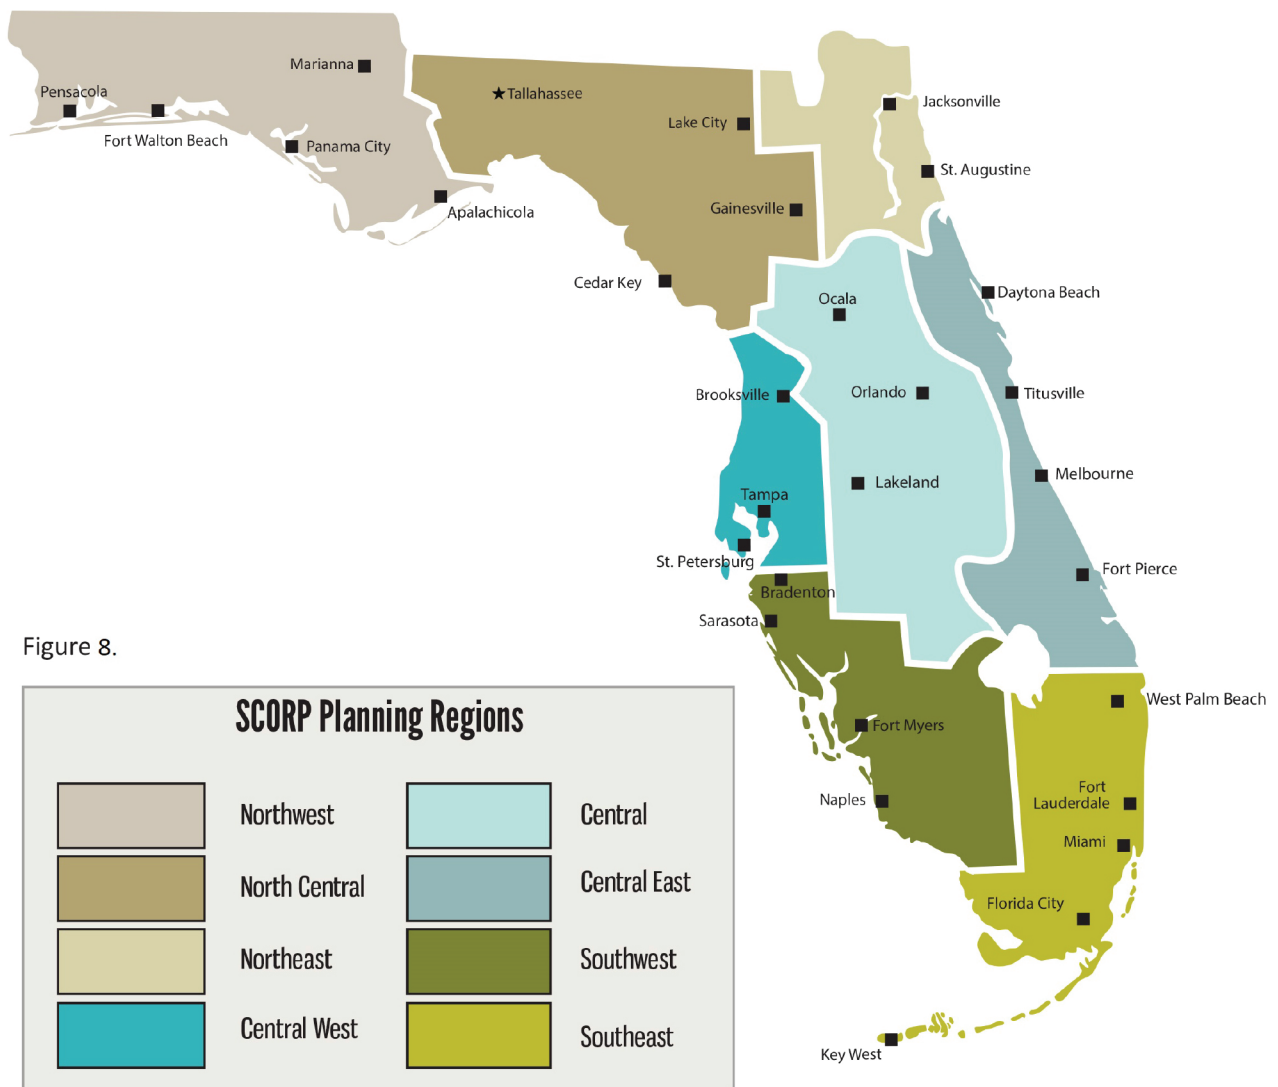 Marianna
Pensacola
Fort Walton Beach
Panama City
Apalachicola
Tallahassee
Lake City
Jacksonville
St. Augustine
Gainesville
Cedar Key
Ocala
Daytona Beach
Brooksville
Orlando
Titusville
Tampa
Lakeland
Melbourne
St. Petersburg
Fort Pierce
Bradenton
Sarasota
West Palm Beach
Fort Myers
Naples
Fort
Lauderdale
Miami
Florida City
Key West
Figure 8.
SCORP Planning Regions
Northwest
North Central
Northeast
Central West
Central
Central East
Southwest
Southeast